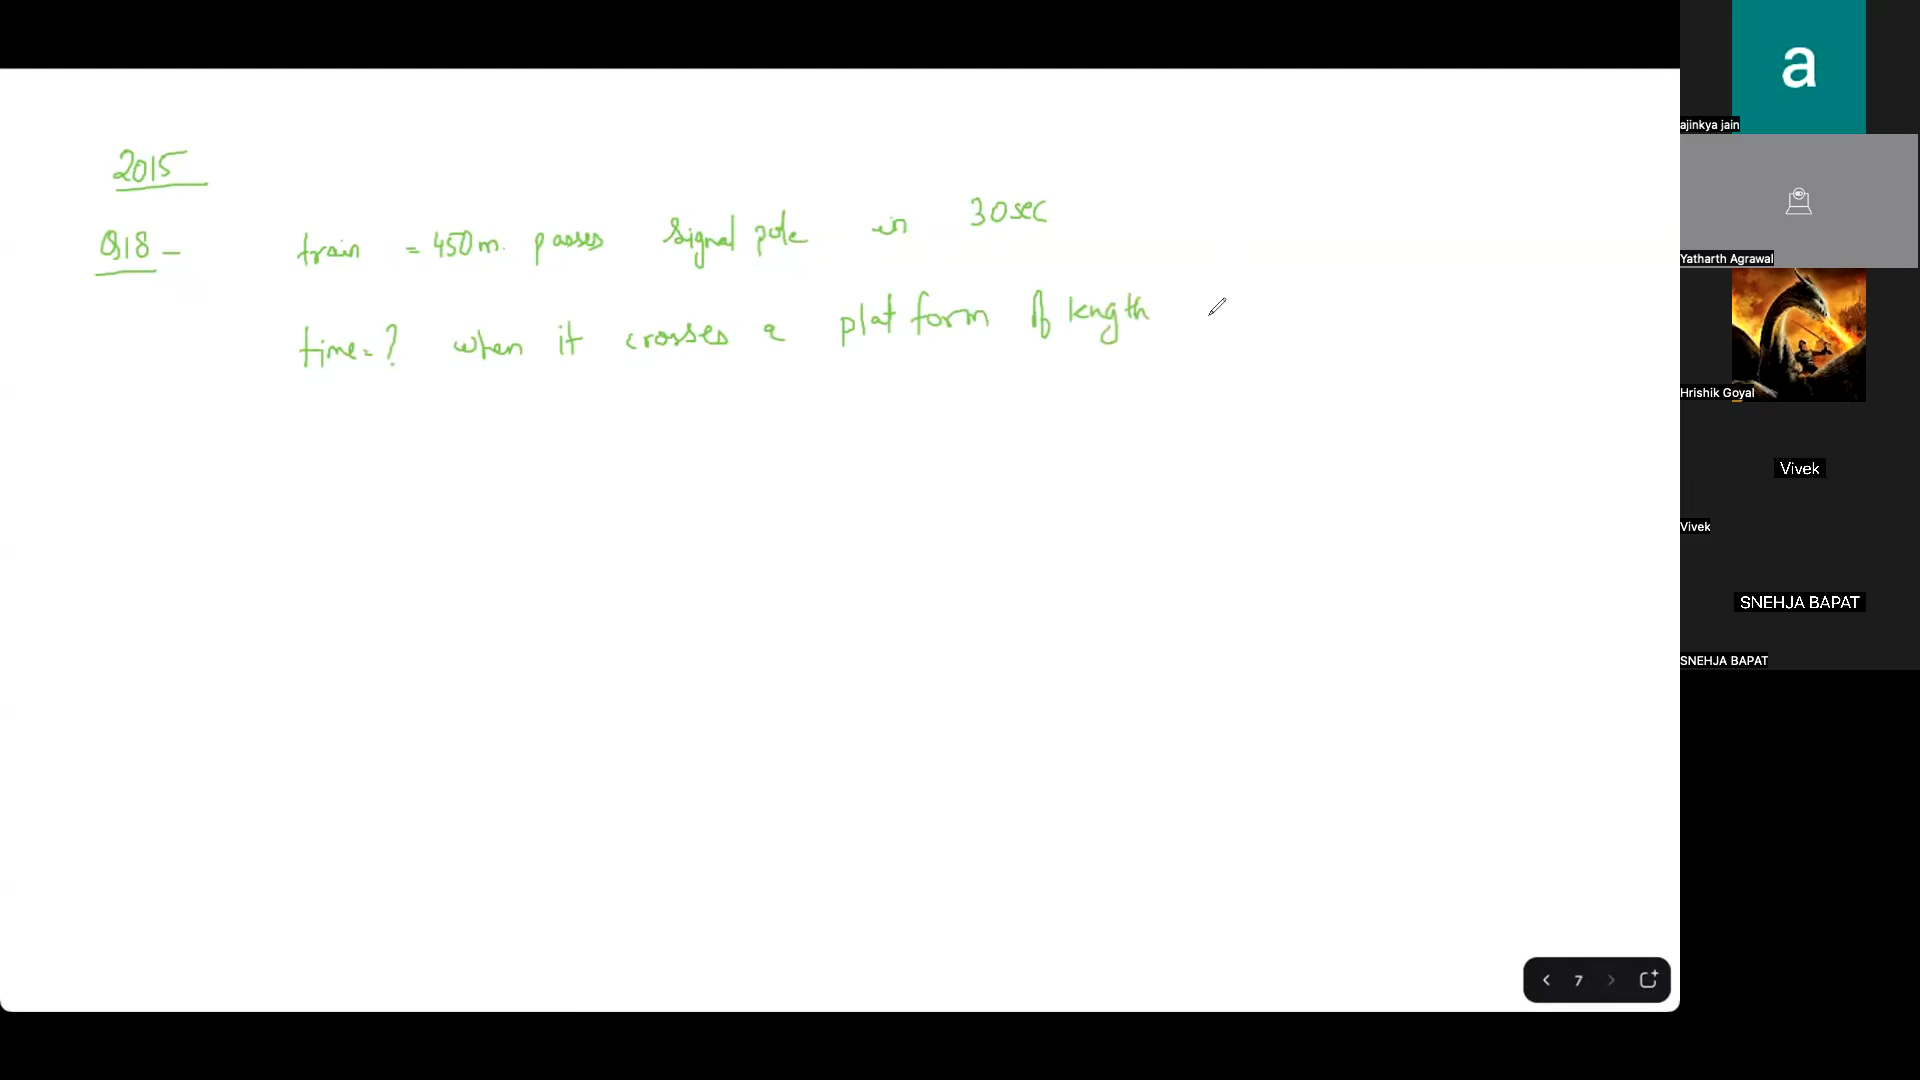 2015
Q18 - train = 450m. passes signal pole in 30sec
time = ? when it crosses a platform of length
a
ajinkya jain
Yatharth Agrawal
Hrishik Goyal
Vivek
Vivek
SNEHJA BAPAT
SNEHJA BAPAT
7